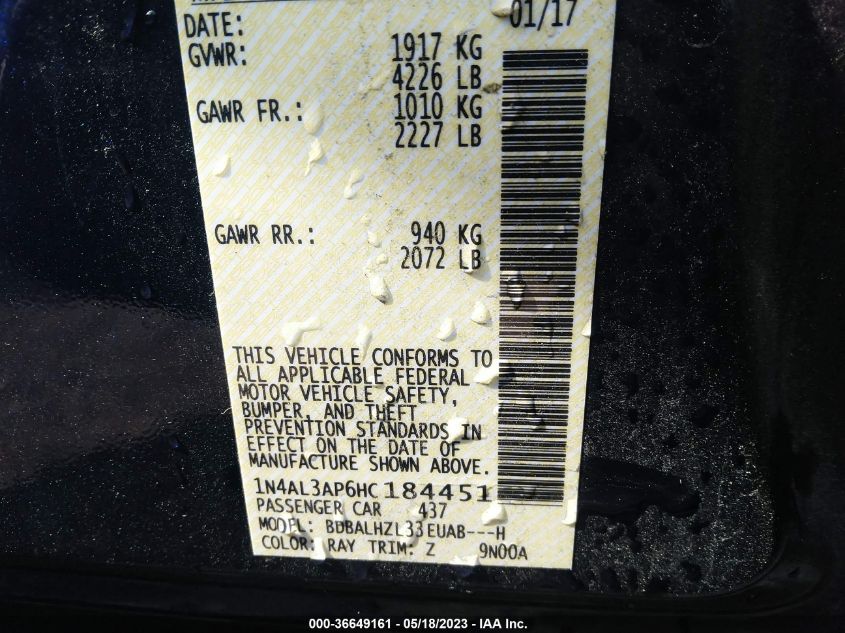 DATE: 01/17
GVWR: 1917 KG
4226 LB
GAWR FR.: 1010 KG
2227 LB
GAWR RR.: 940 KG
2072 LB
THIS VEHICLE CONFORMS TO
ALL APPLICABLE FEDERAL
MOTOR VEHICLE SAFETY,
BUMPER, AND THEFT
PREVENTION STANDARDS IN
EFFECT ON THE DATE OF
MANUFACTURE SHOWN ABOVE.
1N4AL3AP6HC184451
PASSENGER CAR 437
MODEL: BDBALHZL33EUAB---H
COLOR: RAY TRIM: Z 9N00A
000-36649161 - 05/18/2023 - IAA Inc.